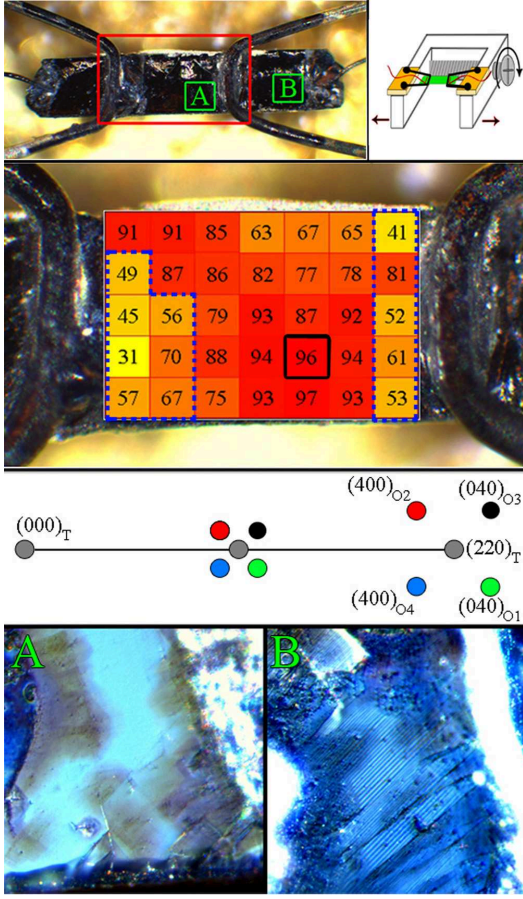 A
B
91 91 85 63 67 65 41
49 87 86 82 77 78 81
45 56 79 93 87 92 52
31 70 88 94 96 94 61
57 67 75 93 97 93 53
(400)O2 (040)O3
(000)T
(220)T
(400)O4 (040)O1
A B